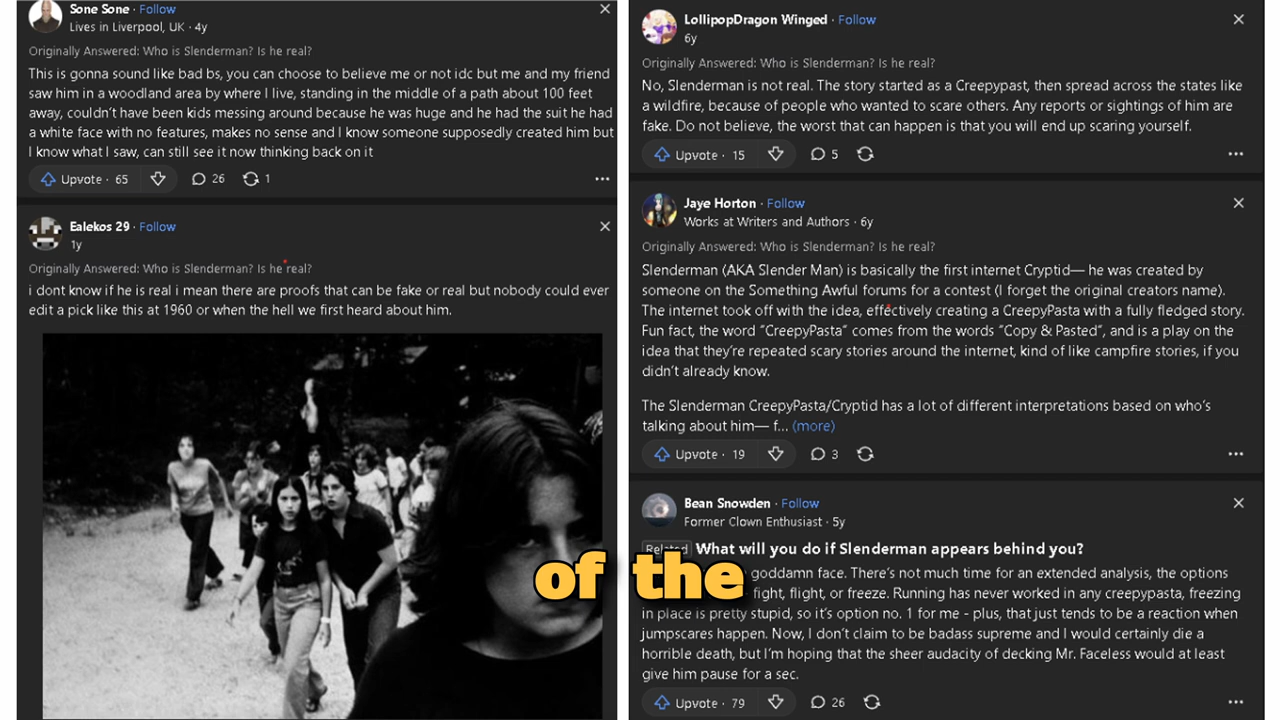 Sone Sone · Follow
Lives in Liverpool, UK · 4y
Originally Answered: Who is Slenderman? Is he real?
This is gonna sound like bad bs, you can choose to believe me or not idc but me and my friend
saw him in a woodland area by where I live, standing in the middle of a path about 100 feet
away, couldn't have been kids messing around because he was huge and he had the suit he had
a white face with no features, makes no sense and I know someone supposedly created him but
I know what I saw, can still see it now thinking back on it
Upvote · 65 26 1
Ealekos 29 · Follow
1y
Originally Answered: Who is Slenderman? Is he real?
i dont know if he is real i mean there are proofs that can be fake or real but nobody could ever
edit a pick like this at 1960 or when the hell we first heard about him.
LollipopDragon Winged · Follow
6y
Originally Answered: Who is Slenderman? Is he real?
No, Slenderman is not real. The story started as a Creepypast, then spread across the states like
a wildfire, because of people who wanted to scare others. Any reports or sightings of him are
fake. Do not believe, the worst that can happen is that you will end up scaring yourself.
Upvote · 15 5
Jaye Horton · Follow
Works at Writers and Authors · 6y
Originally Answered: Who is Slenderman? Is he real?
Slenderman (AKA Slender Man) is basically the first internet Cryptid— he was created by
someone on the Something Awful forums for a contest (I forget the original creators name).
The internet took off with the idea, effectively creating a CreepyPasta with a fully fledged story.
Fun fact, the word "CreepyPasta" comes from the words "Copy & Pasted", and is a play on the
idea that they're repeated scary stories around the internet, kind of like campfire stories, if you
didn't already know.
The Slenderman CreepyPasta/Cryptid has a lot of different interpretations based on who's
talking about him— f... (more)
Upvote · 19 3
Bean Snowden · Follow
Former Clown Enthusiast · 5y
Related What will you do if Slenderman appears behind you?
goddamn face. There's not much time for an extended analysis, the options
fight, flight, or freeze. Running has never worked in any creepypasta, freezing
in place is pretty stupid, so it's option no. 1 for me - plus, that just tends to be a reaction when
jumpscares happen. Now, I don't claim to be badass supreme and I would certainly die a
horrible death, but I'm hoping that the sheer audacity of decking Mr. Faceless would at least
give him pause for a sec.
Upvote · 79 26
of the